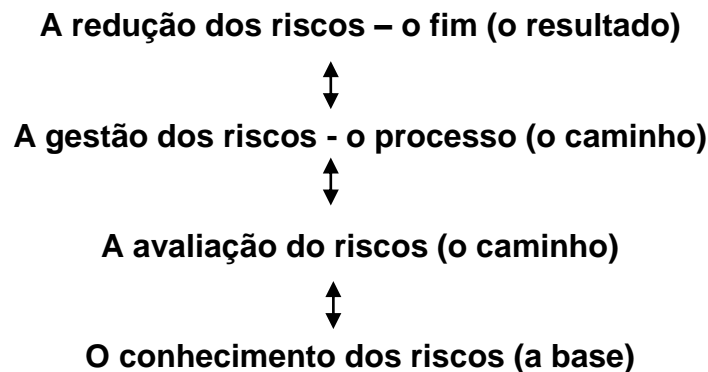 A redução dos riscos – o fim (o resultado)
A gestão dos riscos - o processo (o caminho)
A avaliação do riscos (o caminho)
O conhecimento dos riscos (a base)